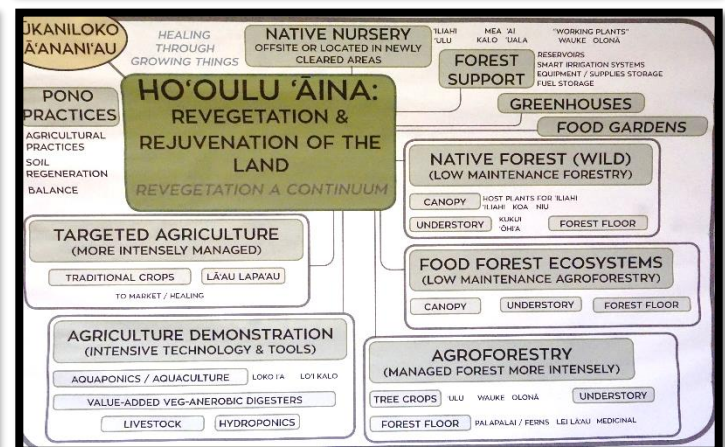 ŪKANILOKO
Ā‘ANANI‘AU
HEALING
THROUGH
GROWING THINGS
NATIVE NURSERY
OFFSITE OR LOCATED IN NEWLY
CLEARED AREAS
‘ILIAHI MEA ‘AI "WORKING PLANTS"
‘ULU KALO ‘UALA WAUKE OLONĀ
FOREST
SUPPORT
RESERVOIRS
SMART IRRIGATION SYSTEMS
EQUIPMENT / SUPPLIES STORAGE
FUEL STORAGE
GREENHOUSES
FOOD GARDENS
PONO
PRACTICES
AGRICULTURAL
PRACTICES
SOIL
REGENERATION
BALANCE
HO‘OULU ‘ĀINA:
REVEGETATION &
REJUVENATION OF THE
LAND
REVEGETATION A CONTINUUM
NATIVE FOREST (WILD)
(LOW MAINTENANCE FORESTRY)
CANOPY HOST PLANTS FOR ‘ILIAHI
‘ILIAHI KOA NIU
UNDERSTORY KUKUI
‘ŌHI‘A
FOREST FLOOR
TARGETED AGRICULTURE
(MORE INTENSELY MANAGED)
TRADITIONAL CROPS LĀ‘AU LAPA‘AU
TO MARKET / HEALING
FOOD FOREST ECOSYSTEMS
(LOW MAINTENANCE AGROFORESTRY)
CANOPY UNDERSTORY FOREST FLOOR
AGRICULTURE DEMONSTRATION
(INTENSIVE TECHNOLOGY & TOOLS)
AQUAPONICS / AQUACULTURE LOKO I‘A LO‘I KALO
VALUE-ADDED VEG-ANEROBIC DIGESTERS
LIVESTOCK HYDROPONICS
AGROFORESTRY
(MANAGED FOREST MORE INTENSELY)
TREE CROPS ‘ULU WAUKE OLONĀ UNDERSTORY
FOREST FLOOR PALAPALAI / FERNS LEI LĀ‘AU MEDICINAL